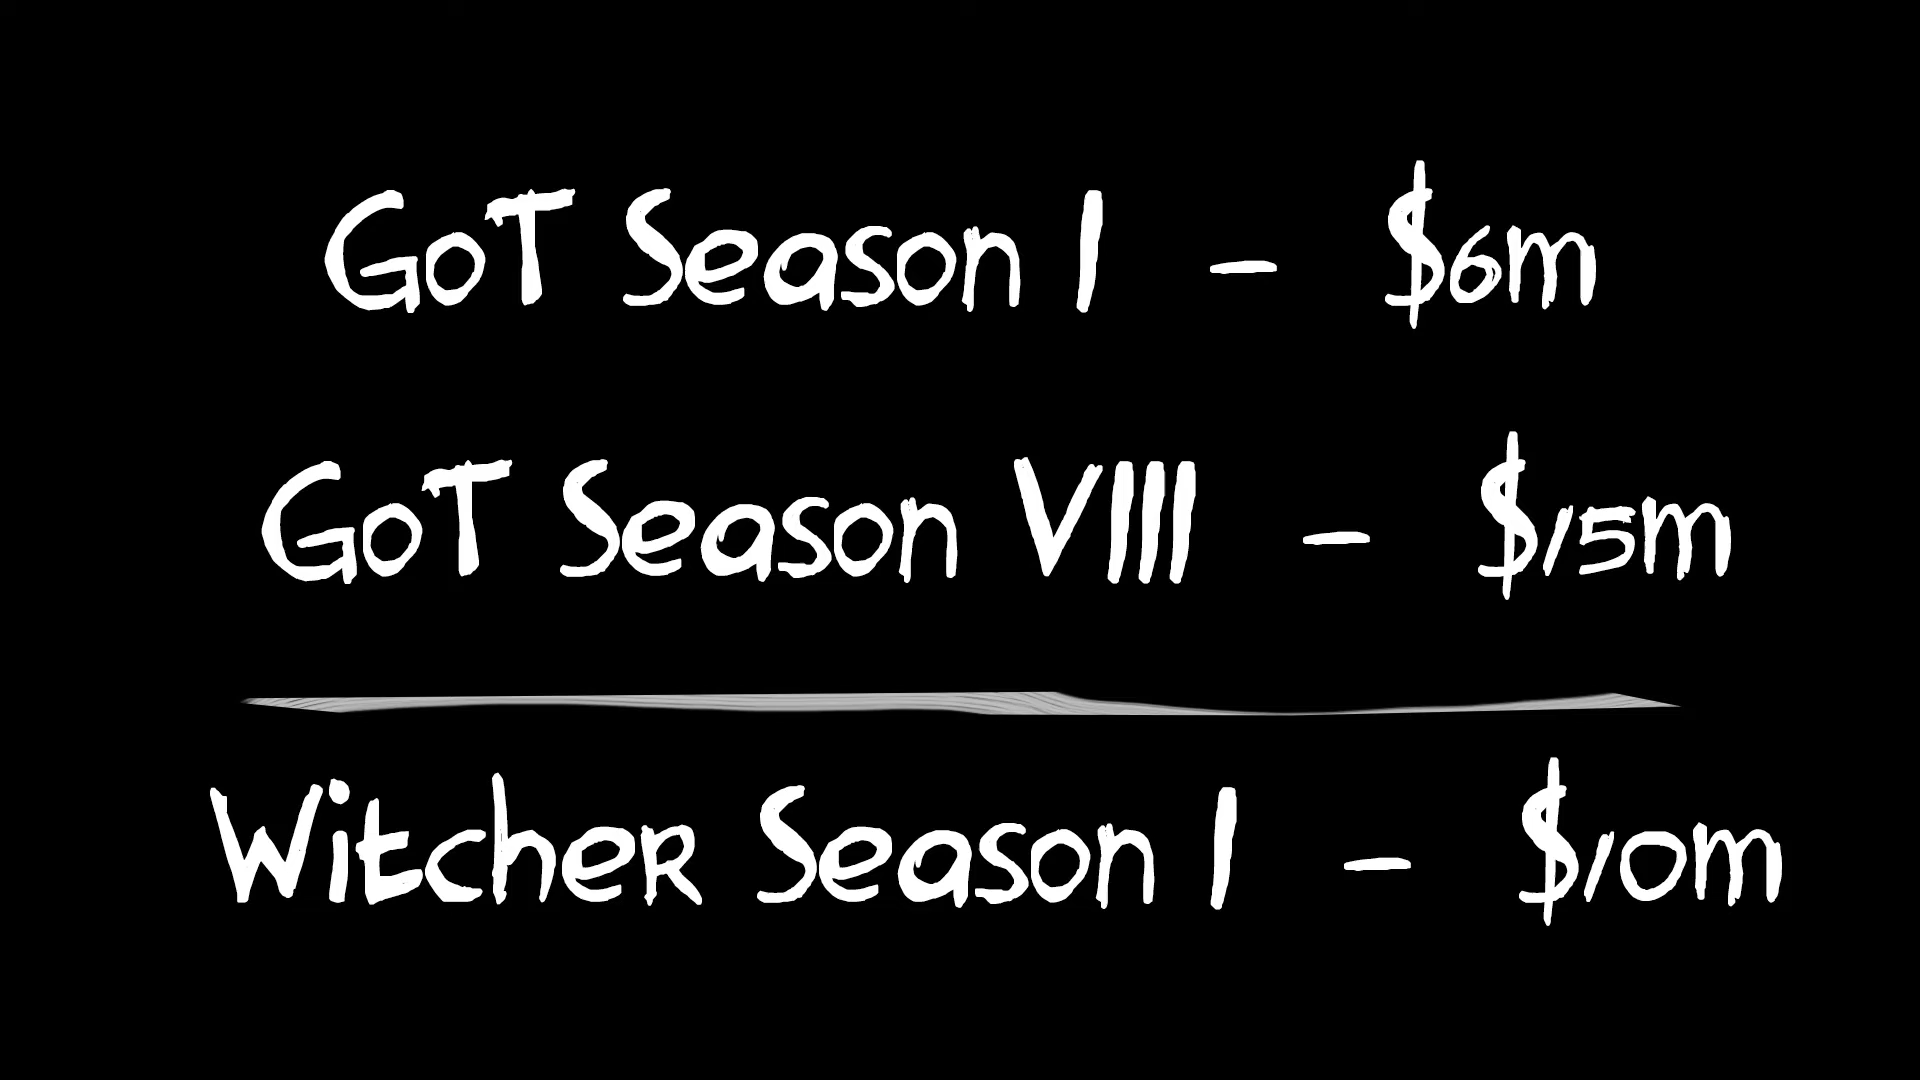 GoT Season I - $6m
GoT Season VIII - $15m
Witcher Season I - $10m